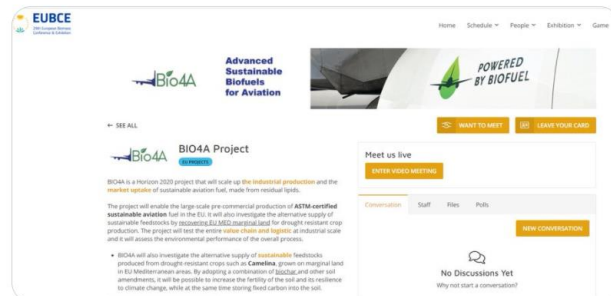 EUBCE
Home Schedule People Exhibition Game
Bio4A
Advanced
Sustainable
Biofuels
for Aviation
POWERED
BY BIOFUEL
← SEE ALL
WANT TO MEET
LEAVE YOUR CARD
Bio4A
BIO4A Project
EU PROJECTS
BIO4A is a Horizon 2020 project that will scale up the industrial production and the
market uptake of sustainable aviation fuel, made from residual lipids.
The project will enable the large-scale pre-commercial production of ASTM-certified
sustainable aviation fuel in the EU. It will also investigate the alternative supply of
sustainable feedstocks by recovering EU MED marginal land for drought resistant crop
production. The project will test the entire value chain and logistic at industrial scale
and it will assess the environmental performance of the overall process.
• BIO4A will also investigate the alternative supply of sustainable feedstocks
produced from drought-resistant crops such as Camelina, grown on marginal land
in EU Mediterranean areas. By adopting a combination of biochar and other soil
amendments, it will be possible to increase the fertility of the soil and its resilience
to climate change, while at the same time storing fixed carbon into the soil.
Meet us live
ENTER VIDEO MEETING
Conversation Staff Files Polls
NEW CONVERSATION
No Discussions Yet
Why not start a conversation?